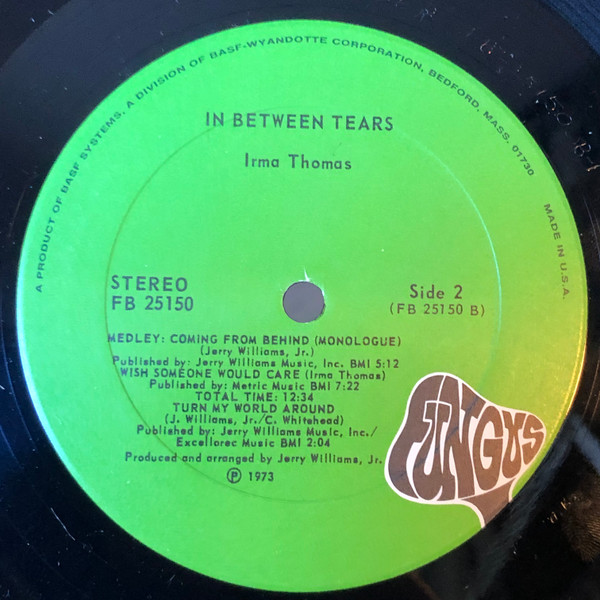 A PRODUCT OF BASF SYSTEMS, A DIVISION OF BASF-WYANDOTTE CORPORATION, BEDFORD, MASS. 01730
MADE IN U.S.A.
IN BETWEEN TEARS
Irma Thomas
STEREO
FB 25150
Side 2
(FB 25150 B)
MEDLEY: COMING FROM BEHIND (MONOLOGUE)
(Jerry Williams, Jr.)
Published by: Jerry Williams Music, Inc. BMI 5:12
WISH SOMEONE WOULD CARE (Irma Thomas)
Published by: Metric Music BMI 7:22
TOTAL TIME: 12:34
TURN MY WORLD AROUND
(J. Williams, Jr./C. Whitehead)
Published by: Jerry Williams Music, Inc./
Excellorec Music BMI 2:04
Produced and arranged by Jerry Williams, Jr.
℗ 1973
FUNGUS